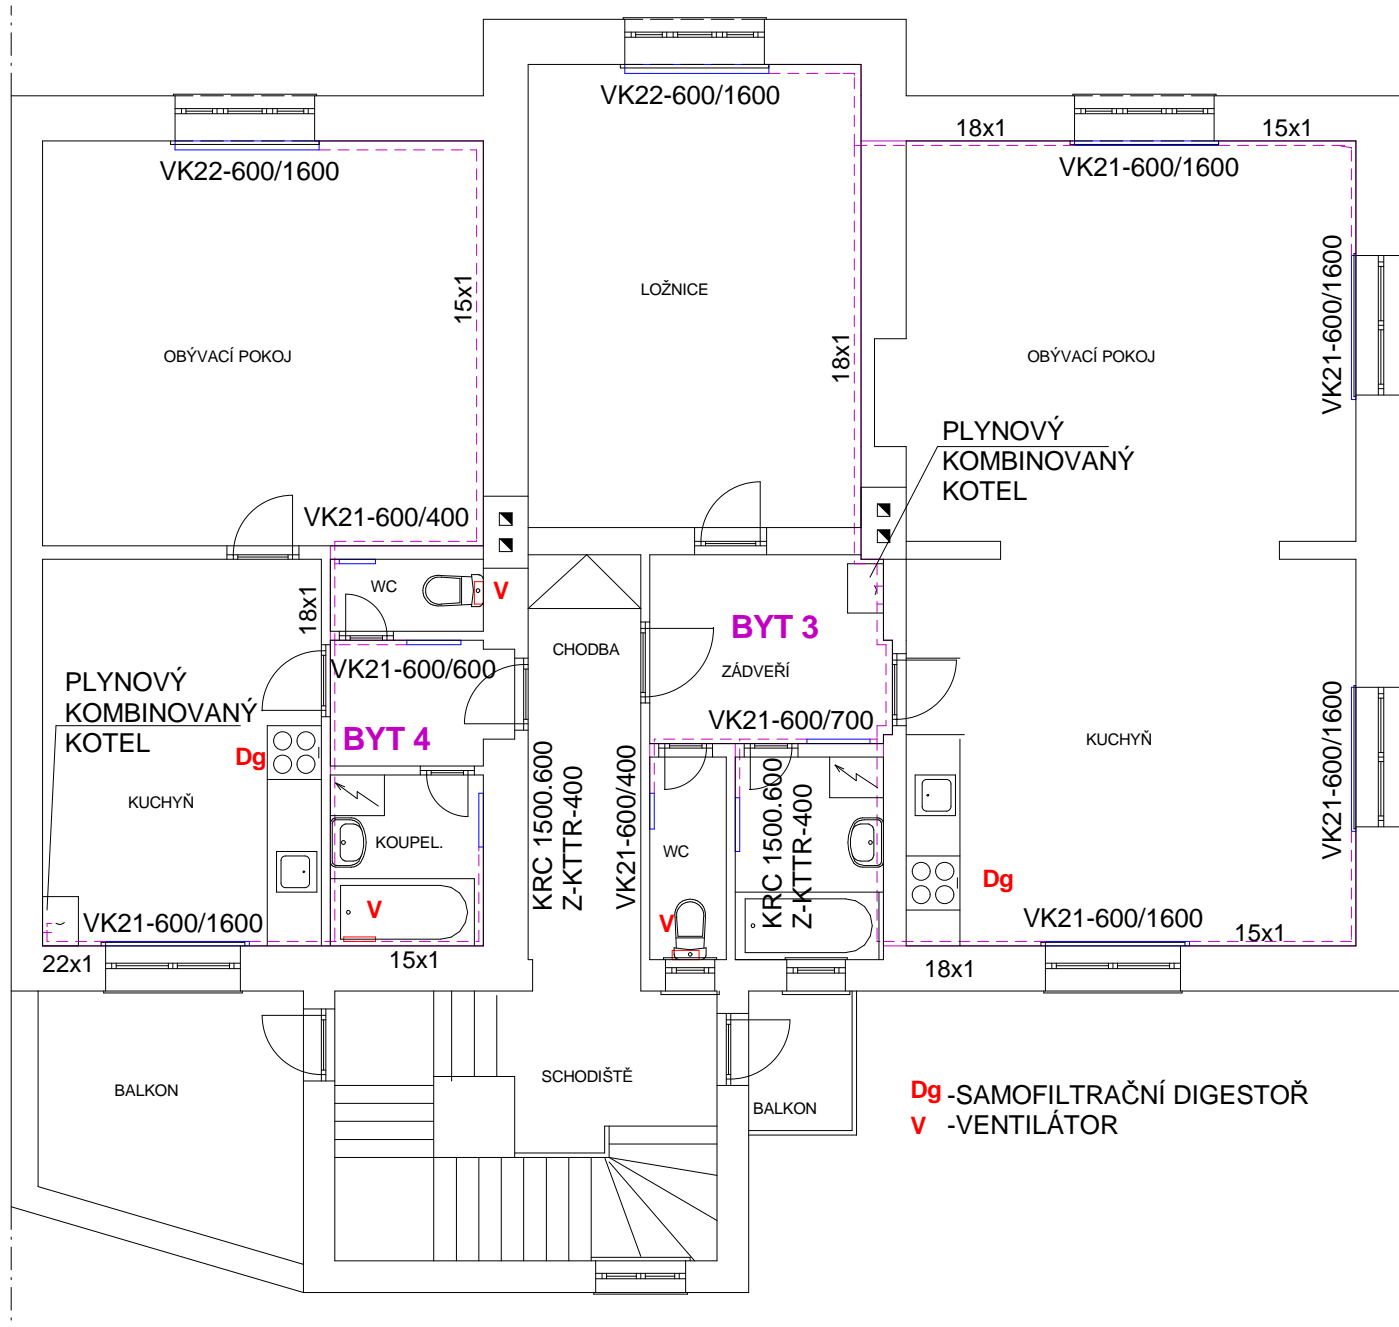 VK22-600/1600
18x1
15x1
VK22-600/1600
VK21-600/1600
15x1
LOŽNICE
VK21-600/1600
OBÝVACÍ POKOJ
18x1
OBÝVACÍ POKOJ
PLYNOVÝ
KOMBINOVANÝ
KOTEL
VK21-600/400
WC
V
18x1
BYT 3
CHODBA
VK21-600/600
ZÁDVEŘÍ
PLYNOVÝ
KOMBINOVANÝ
KOTEL
VK21-600/700
BYT 4
Dg
KUCHYŇ
VK21-600/1600
KUCHYŇ
KOUPEL.
KRC 1500.600
Z-KTTR-400
VK21-600/400
WC
KRC 1500.600
Z-KTTR-400
Dg
V
V
VK21-600/1600
VK21-600/1600
15x1
22x1
15x1
18x1
BALKON
SCHODIŠTĚ
BALKON
Dg -SAMOFILTRAČNÍ DIGESTOŘ
V -VENTILÁTOR